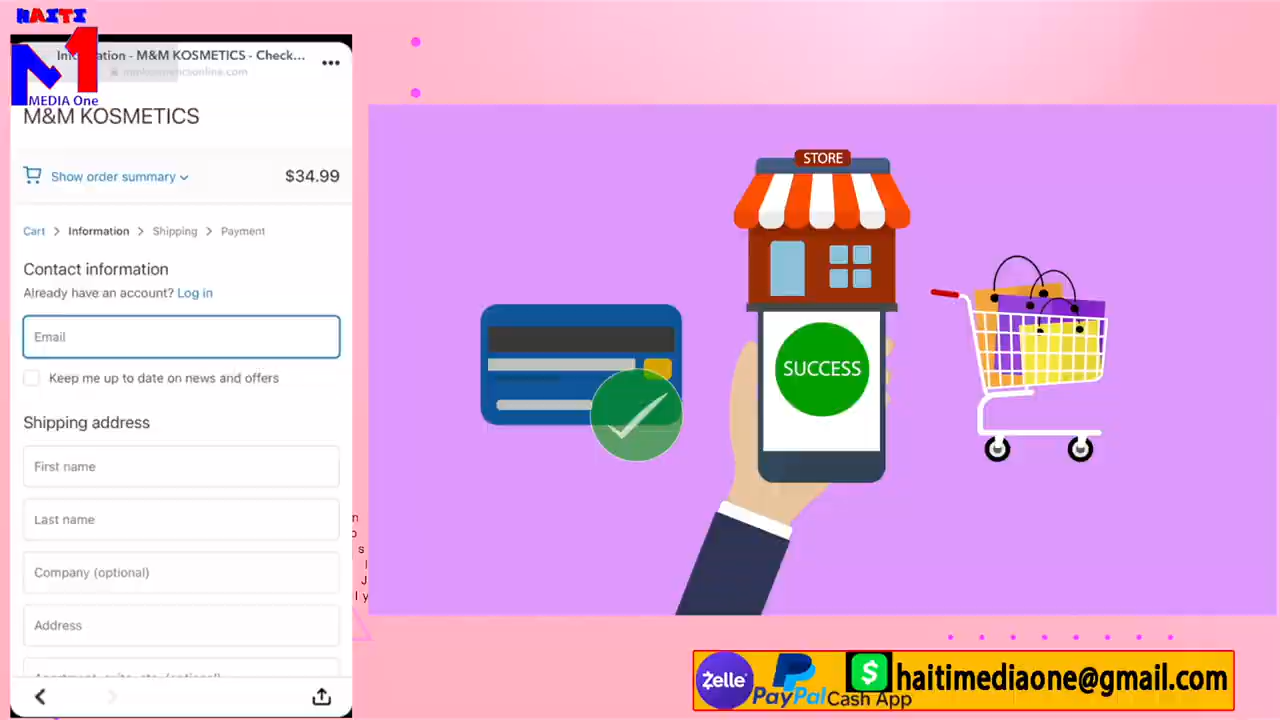 HAITI
M1
MEDIA One
Information - M&M KOSMETICS - Check...
M&M KOSMETICS
Show order summary
$34.99
Cart > Information > Shipping > Payment
Contact information
Already have an account? Log in
Email
Keep me up to date on news and offers
Shipping address
First name
Last name
Company (optional)
Address
STORE
SUCCESS
Zelle
PayPal
$
Cash App
haitimediaone@gmail.com